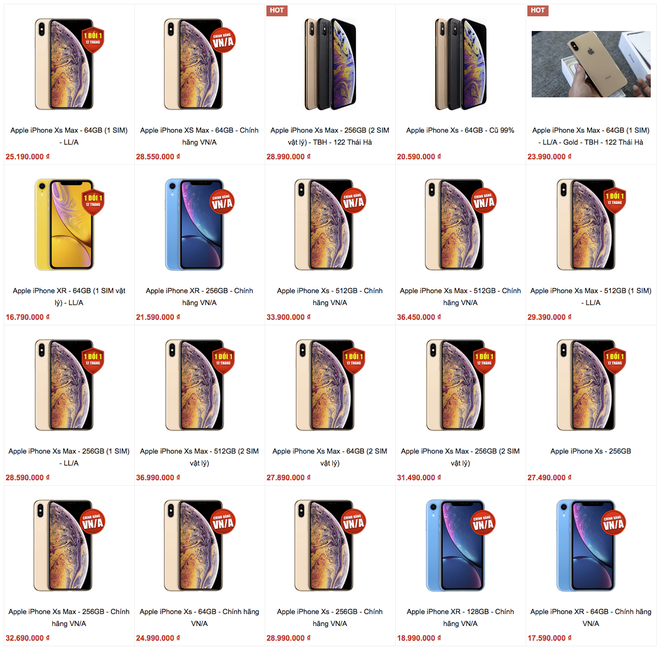 HOT
HOT
1 ĐỔI 1
12 THÁNG
CHÍNH HÃNG
VN/A
Apple iPhone Xs Max - 64GB (1 SIM)
- LL/A
25.190.000 ₫
Apple iPhone XS Max - 64GB - Chính
hãng VN/A
28.550.000 ₫
Apple iPhone Xs Max - 256GB (2 SIM
vật lý) - TBH - 122 Thái Hà
28.990.000 ₫
Apple iPhone Xs - 64GB - Cũ 99%
20.590.000 ₫
Apple iPhone Xs Max - 64GB (1 SIM)
- LL/A - Gold - TBH - 122 Thái Hà
23.990.000 ₫
1 ĐỔI 1
12 THÁNG
CHÍNH HÃNG
VN/A
CHÍNH HÃNG
VN/A
CHÍNH HÃNG
VN/A
1 ĐỔI 1
12 THÁNG
Apple iPhone XR - 64GB (1 SIM vật
lý) - LL/A
16.790.000 ₫
Apple iPhone XR - 256GB - Chính
hãng VN/A
21.590.000 ₫
Apple iPhone Xs - 512GB - Chính
hãng VN/A
33.900.000 ₫
Apple iPhone Xs Max - 512GB - Chính
hãng VN/A
36.450.000 ₫
Apple iPhone Xs Max - 512GB (1 SIM)
- LL/A
29.390.000 ₫
1 ĐỔI 1
12 THÁNG
1 ĐỔI 1
12 THÁNG
1 ĐỔI 1
12 THÁNG
1 ĐỔI 1
12 THÁNG
1 ĐỔI 1
12 THÁNG
Apple iPhone Xs Max - 256GB (1 SIM)
- LL/A
28.590.000 ₫
Apple iPhone Xs Max - 512GB (2 SIM
vật lý)
36.990.000 ₫
Apple iPhone Xs Max - 64GB (2 SIM
vật lý)
27.890.000 ₫
Apple iPhone Xs Max - 256GB (2 SIM
vật lý)
31.490.000 ₫
Apple iPhone Xs - 256GB
27.490.000 ₫
CHÍNH HÃNG
VN/A
CHÍNH HÃNG
VN/A
CHÍNH HÃNG
VN/A
CHÍNH HÃNG
VN/A
CHÍNH HÃNG
VN/A
Apple iPhone Xs Max - 256GB - Chính
hãng VN/A
32.690.000 ₫
Apple iPhone Xs - 64GB - Chính hãng
VN/A
24.990.000 ₫
Apple iPhone Xs - 256GB - Chính
hãng VN/A
28.990.000 ₫
Apple iPhone XR - 128GB - Chính
hãng VN/A
18.990.000 ₫
Apple iPhone XR - 64GB - Chính hãng
VN/A
17.590.000 ₫